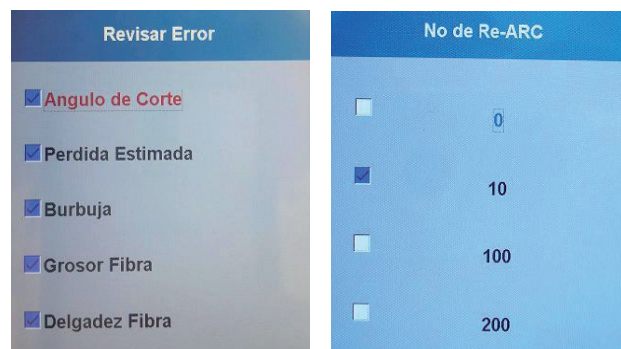 Revisar Error
Angulo de Corte
Perdida Estimada
Burbuja
Grosor Fibra
Delgadez Fibra
No de Re-ARC
0
10
100
200